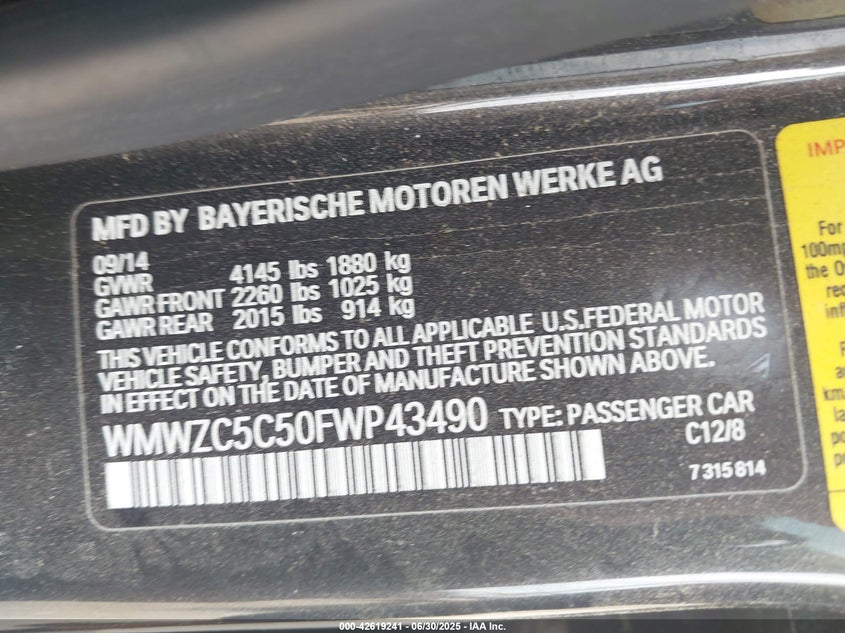 MFD BY BAYERISCHE MOTOREN WERKE AG
09/14
GVWR 4145 lbs 1880 kg
GAWR FRONT 2260 lbs 1025 kg
GAWR REAR 2015 lbs 914 kg
THIS VEHICLE CONFORMS TO ALL APPLICABLE U.S.FEDERAL MOTOR
VEHICLE SAFETY, BUMPER AND THEFT PREVENTION STANDARDS
IN EFFECT ON THE DATE OF MANUFACTURE SHOWN ABOVE.
WMWZC5C50FWP43490 TYPE: PASSENGER CAR
C12/8
7315814
For
100mp
the O
000-42619241 - 06/30/2025 - IAA Inc.